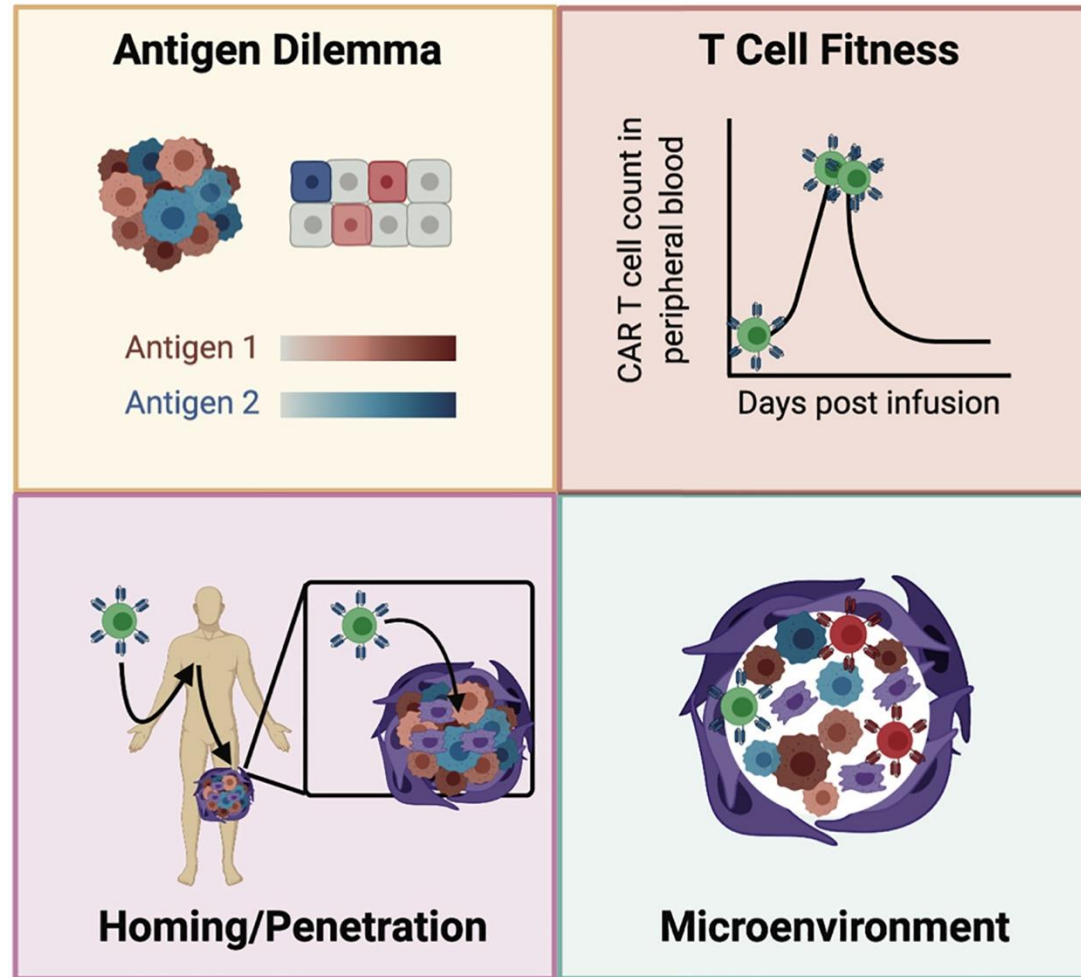 Antigen Dilemma
Antigen 1
Antigen 2
T Cell Fitness
CAR T cell count in
peripheral blood
Days post infusion
Homing/Penetration
Microenvironment